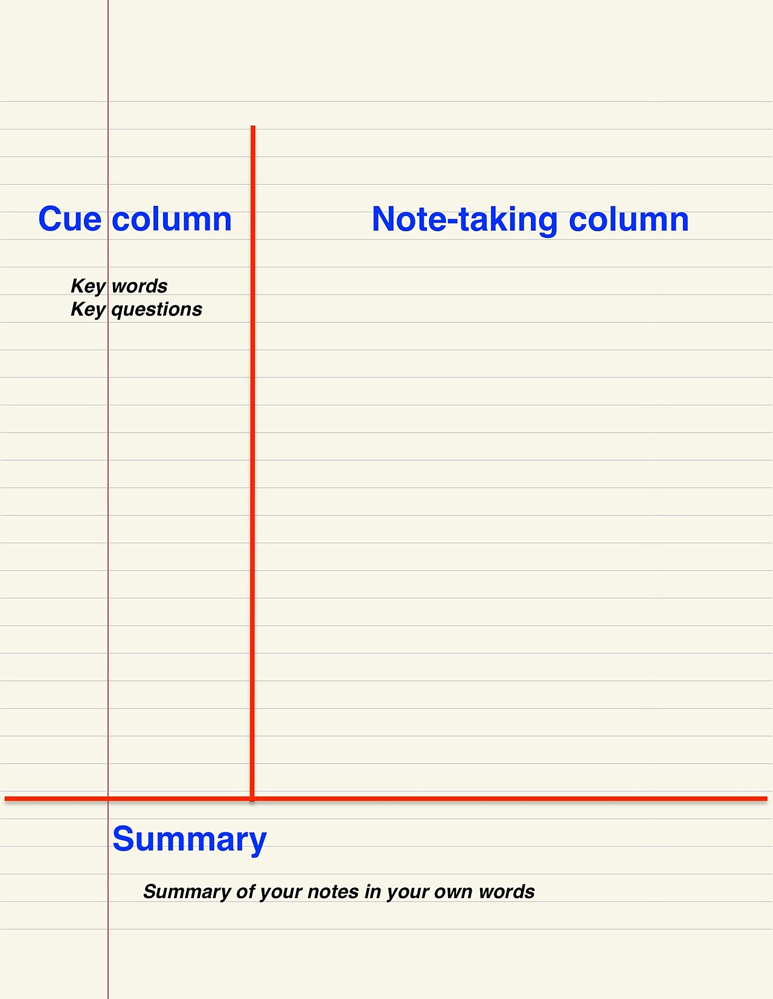 Cue column
Note-taking column
Key words
Key questions
Summary
Summary of your notes in your own words